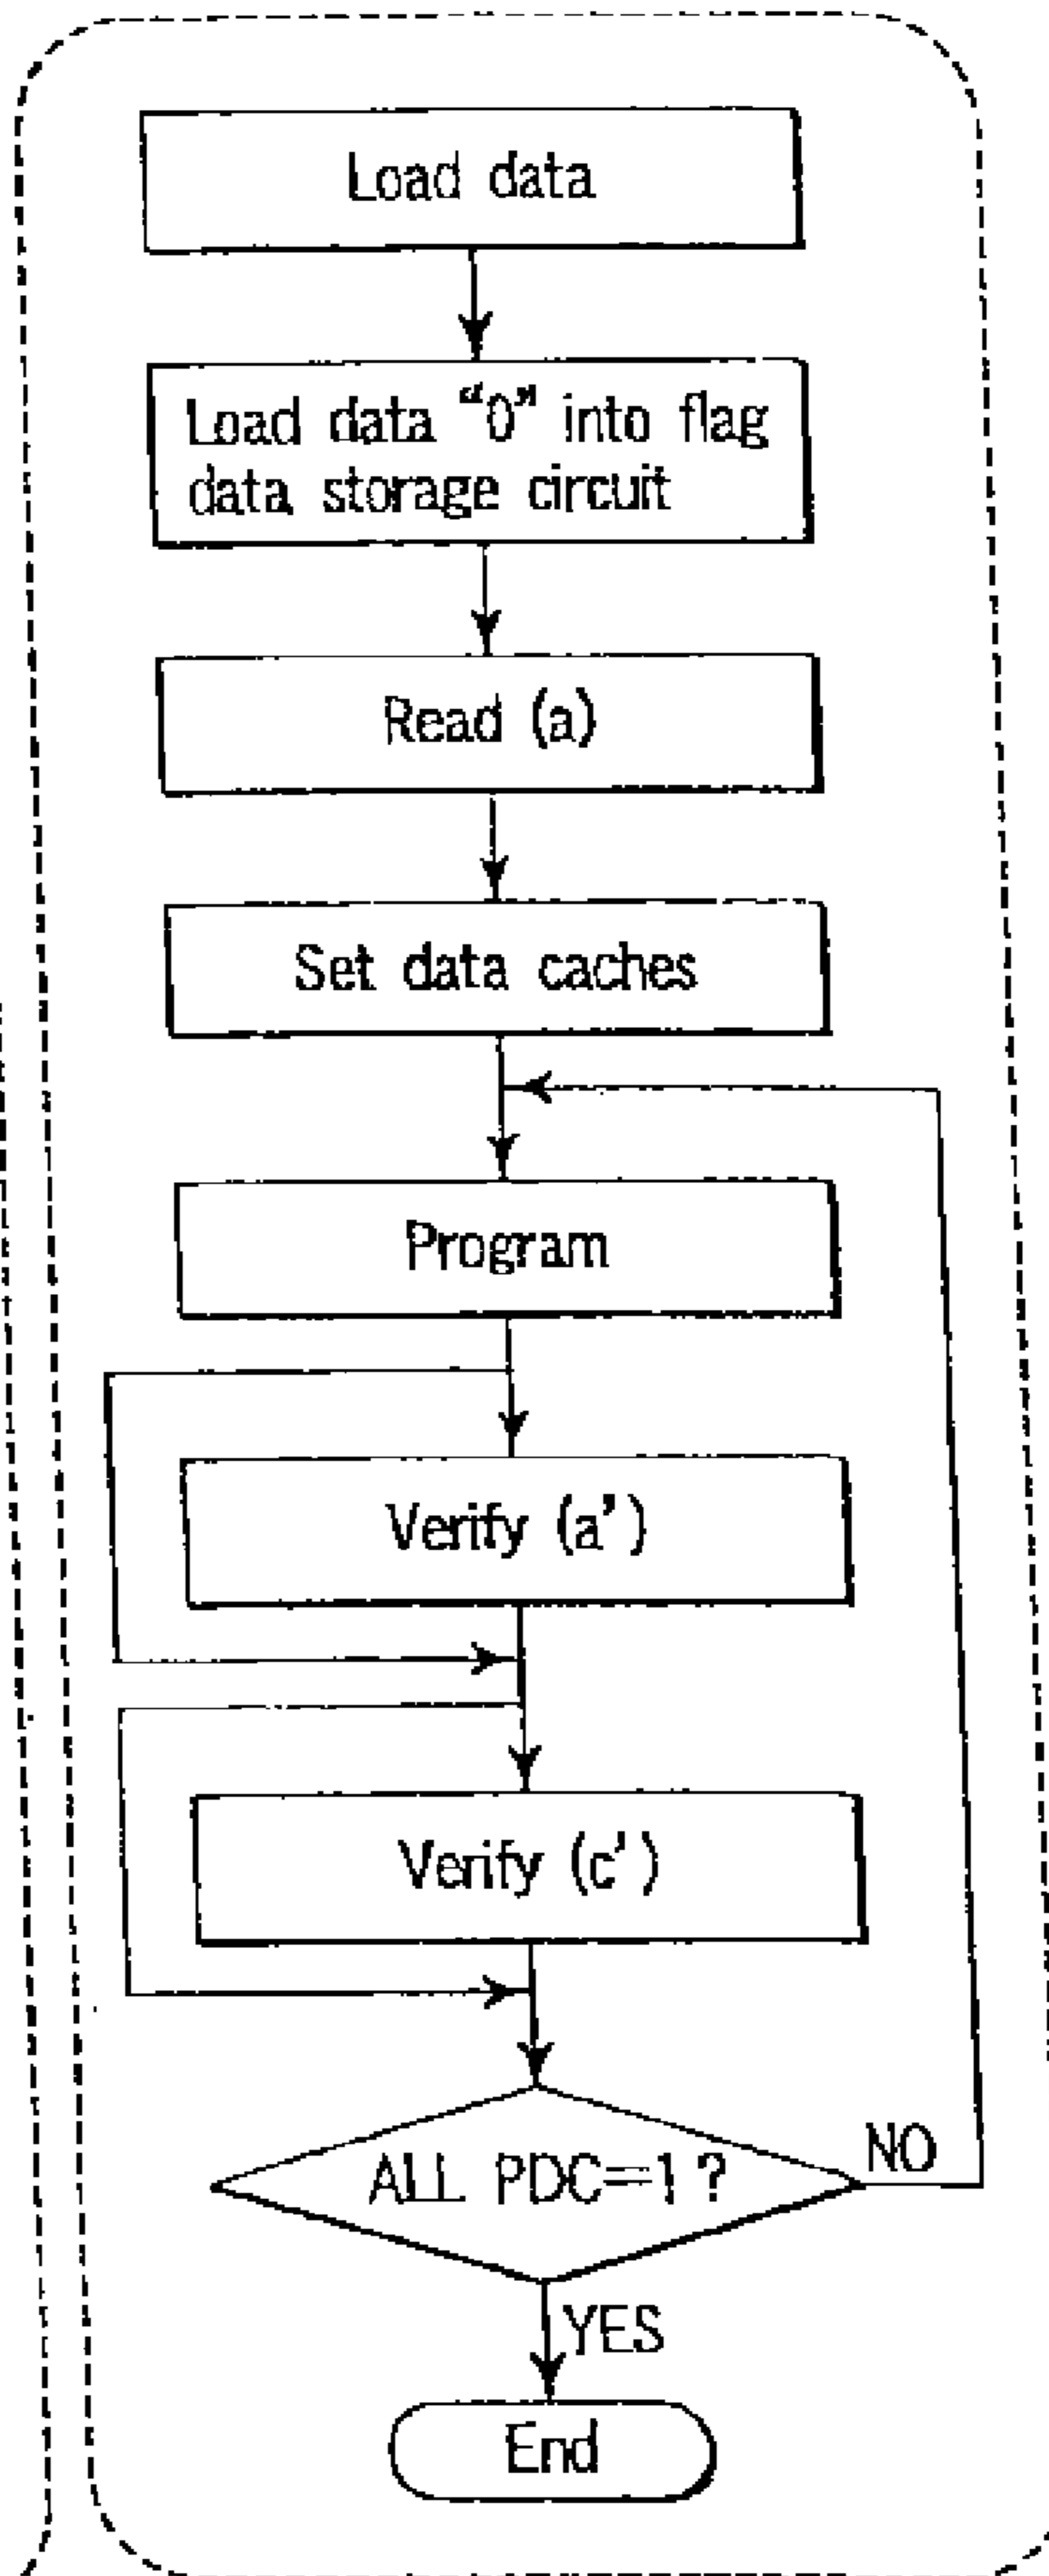 Load data
Load data “0” into flag
data storage circuit
Read (a)
Set data caches
Program
Verify (a’)
Verify (c')
ALL PDC=1 ?
NO
YES
End